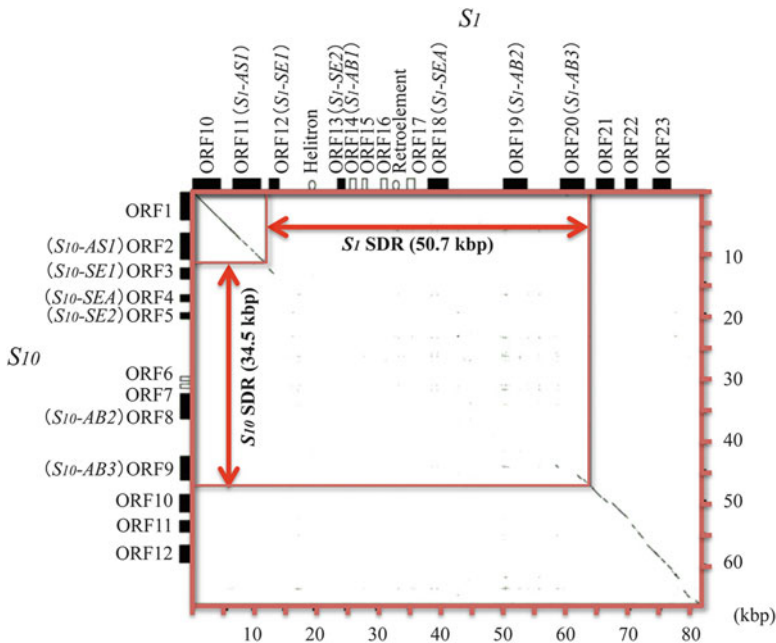 S1
ORF10
ORF11(S1-AS1)
ORF12(S1-SE1)
Helitron
ORF13(S1-SE2)
ORF14(S1-AB1)
ORF15
ORF16
Retroelement
ORF17
ORF18(S1-SEA)
ORF19(S1-AB2)
ORF20(S1-AB3)
ORF21
ORF22
ORF23
S10
ORF1
(S10-AS1)ORF2
(S10-SE1)ORF3
(S10-SEA)ORF4
(S10-SE2)ORF5
ORF6
ORF7
(S10-AB2)ORF8
(S10-AB3)ORF9
ORF10
ORF11
ORF12
S1 SDR (50.7 kbp)
S10 SDR (34.5 kbp)
10
20
30
40
50
60
(kbp)
10 20 30 40 50 60 70 80